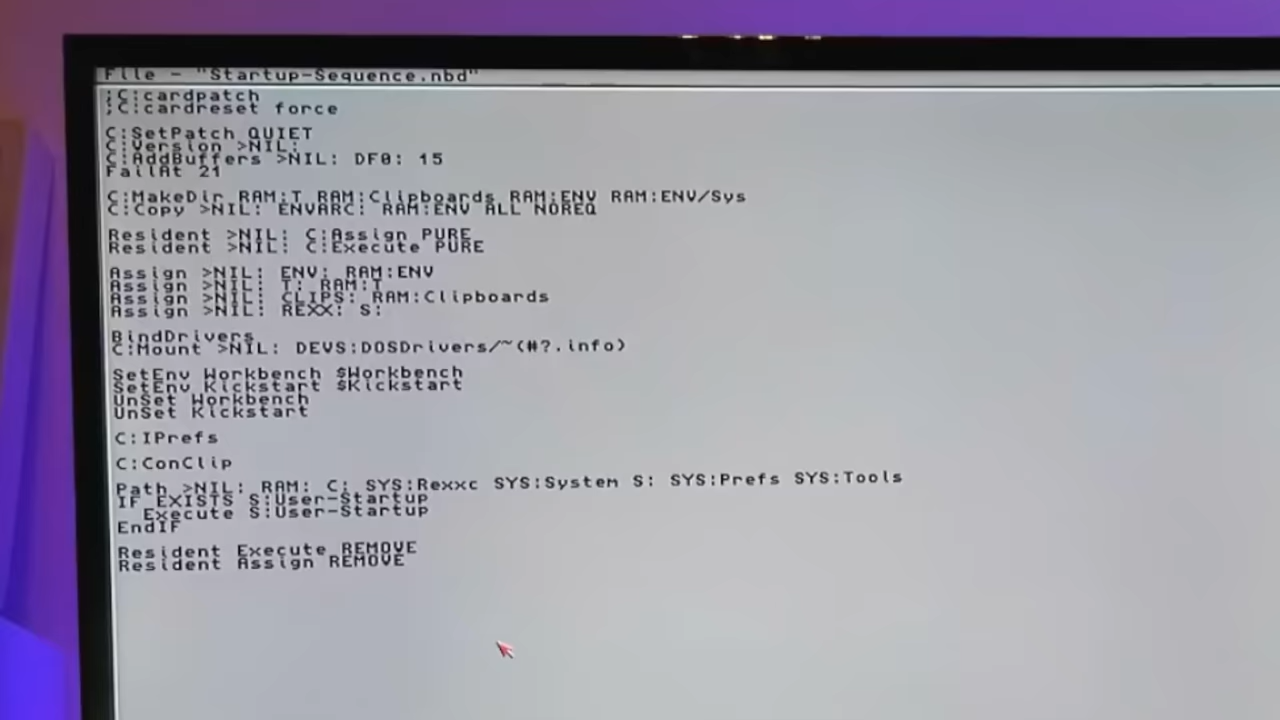 File - "Startup-Sequence.nbd"
;C:cardpatch
;C:cardreset force
C:SetPatch QUIET
C:Version >NIL:
C:AddBuffers >NIL: DF0: 15
FailAt 21
C:MakeDir RAM:T RAM:Clipboards RAM:ENV RAM:ENV/Sys
C:Copy >NIL: ENVARC: RAM:ENV ALL NOREQ
Resident >NIL: C:Assign PURE
Resident >NIL: C:Execute PURE
Assign >NIL: ENV: RAM:ENV
Assign >NIL: T: RAM:T
Assign >NIL: CLIPS: RAM:Clipboards
Assign >NIL: REXX: S:
BindDrivers
C:Mount >NIL: DEVS:DOSDrivers/~(#?.info)
SetEnv Workbench $Workbench
SetEnv Kickstart $Kickstart
UnSet Workbench
UnSet Kickstart
C:IPrefs
C:ConClip
Path >NIL: RAM: C: SYS:Rexxc SYS:System S: SYS:Prefs SYS:Tools
IF EXISTS S:User-Startup
  Execute S:User-Startup
EndIF
Resident Execute REMOVE
Resident Assign REMOVE